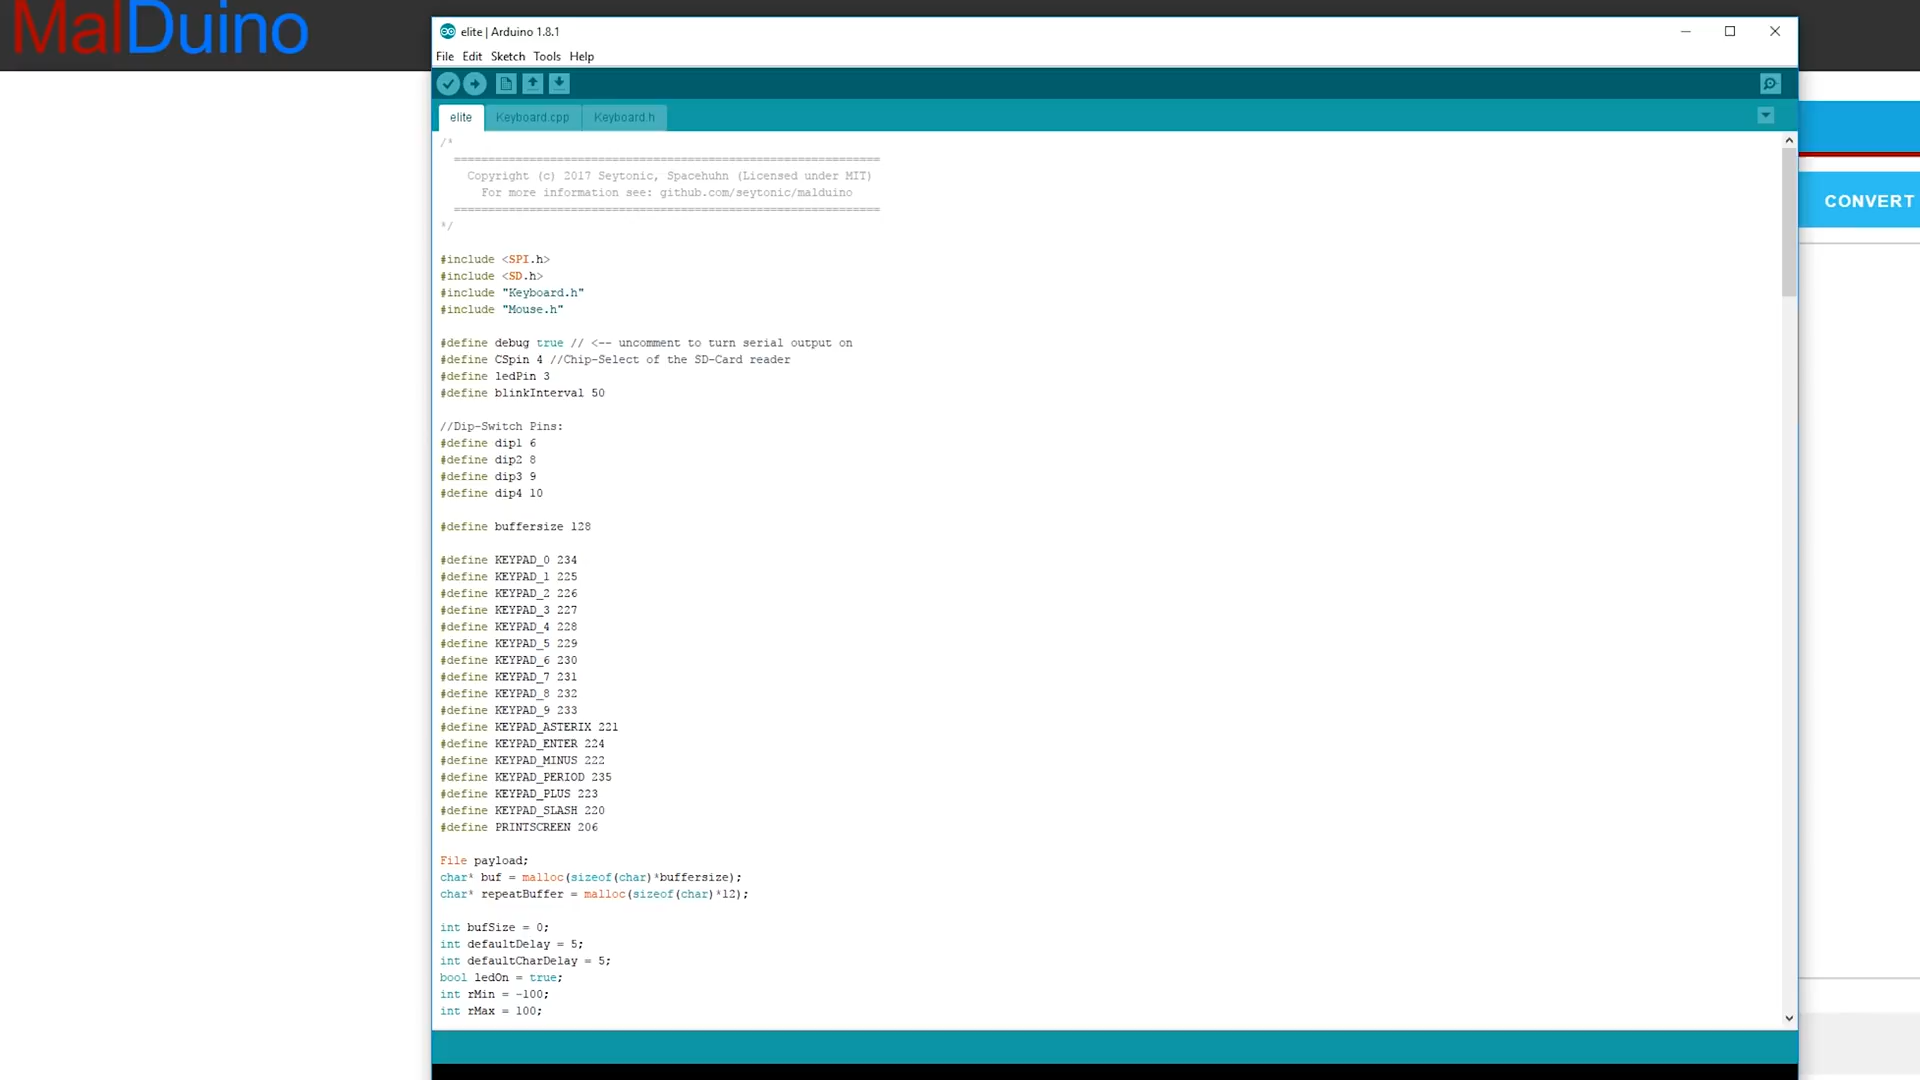 MalDuino
elite | Arduino 1.8.1
File Edit Sketch Tools Help
elite Keyboard.cpp Keyboard.h
/*
===============================================================
Copyright (c) 2017 Seytonic, Spacehuhn (Licensed under MIT)
For more information see: github.com/seytonic/malduino
===============================================================
*/
#include <SPI.h>
#include <SD.h>
#include "Keyboard.h"
#include "Mouse.h"
#define debug true // <-- uncomment to turn serial output on
#define CSpin 4 //Chip-Select of the SD-Card reader
#define ledPin 3
#define blinkInterval 50
//Dip-Switch Pins:
#define dip1 6
#define dip2 8
#define dip3 9
#define dip4 10
#define buffersize 128
#define KEYPAD_0 234
#define KEYPAD_1 225
#define KEYPAD_2 226
#define KEYPAD_3 227
#define KEYPAD_4 228
#define KEYPAD_5 229
#define KEYPAD_6 230
#define KEYPAD_7 231
#define KEYPAD_8 232
#define KEYPAD_9 233
#define KEYPAD_ASTERIX 221
#define KEYPAD_ENTER 224
#define KEYPAD_MINUS 222
#define KEYPAD_PERIOD 235
#define KEYPAD_PLUS 223
#define KEYPAD_SLASH 220
#define PRINTSCREEN 206
File payload;
char* buf = malloc(sizeof(char)*buffersize);
char* repeatBuffer = malloc(sizeof(char)*12);
int bufSize = 0;
int defaultDelay = 5;
int defaultCharDelay = 5;
bool ledOn = true;
int rMin = -100;
int rMax = 100;
CONVERT